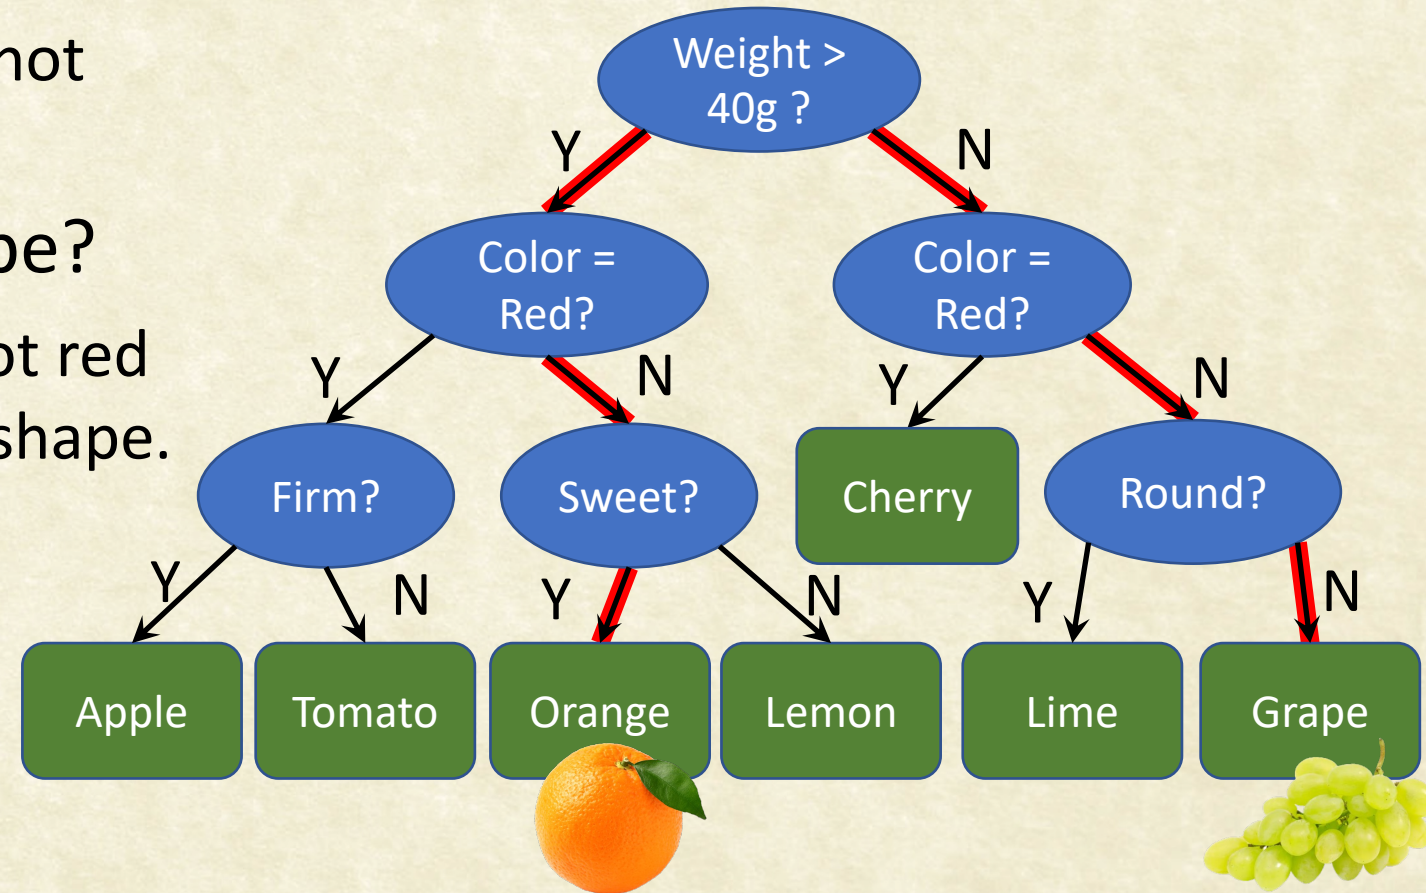 not
pe?
ot red
shape.
Weight >
40g ?
Y
N
Color =
Red?
Color =
Red?
Y
N
Y
N
Firm?
Sweet?
Cherry
Round?
Y
N
Y
N
Y
N
Apple
Tomato
Orange
Lemon
Lime
Grape